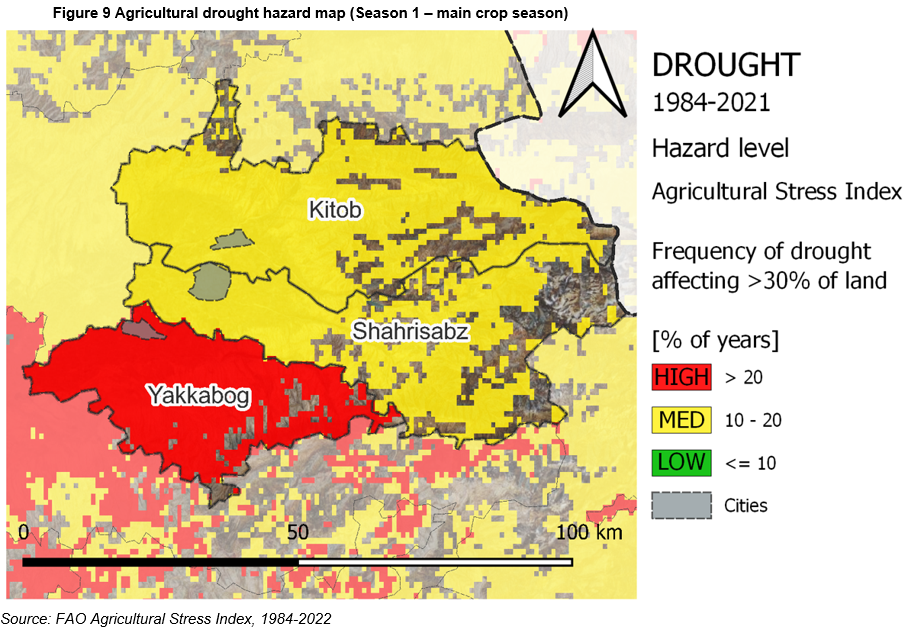 Figure 9 Agricultural drought hazard map (Season 1 – main crop season)
DROUGHT
1984-2021
Hazard level
Agricultural Stress Index
Frequency of drought
affecting >30% of land
[% of years]
HIGH > 20
MED 10 - 20
LOW <= 10
Cities
Kitob
Shahrisabz
Yakkabog
0 50 100 km
Source: FAO Agricultural Stress Index, 1984-2022